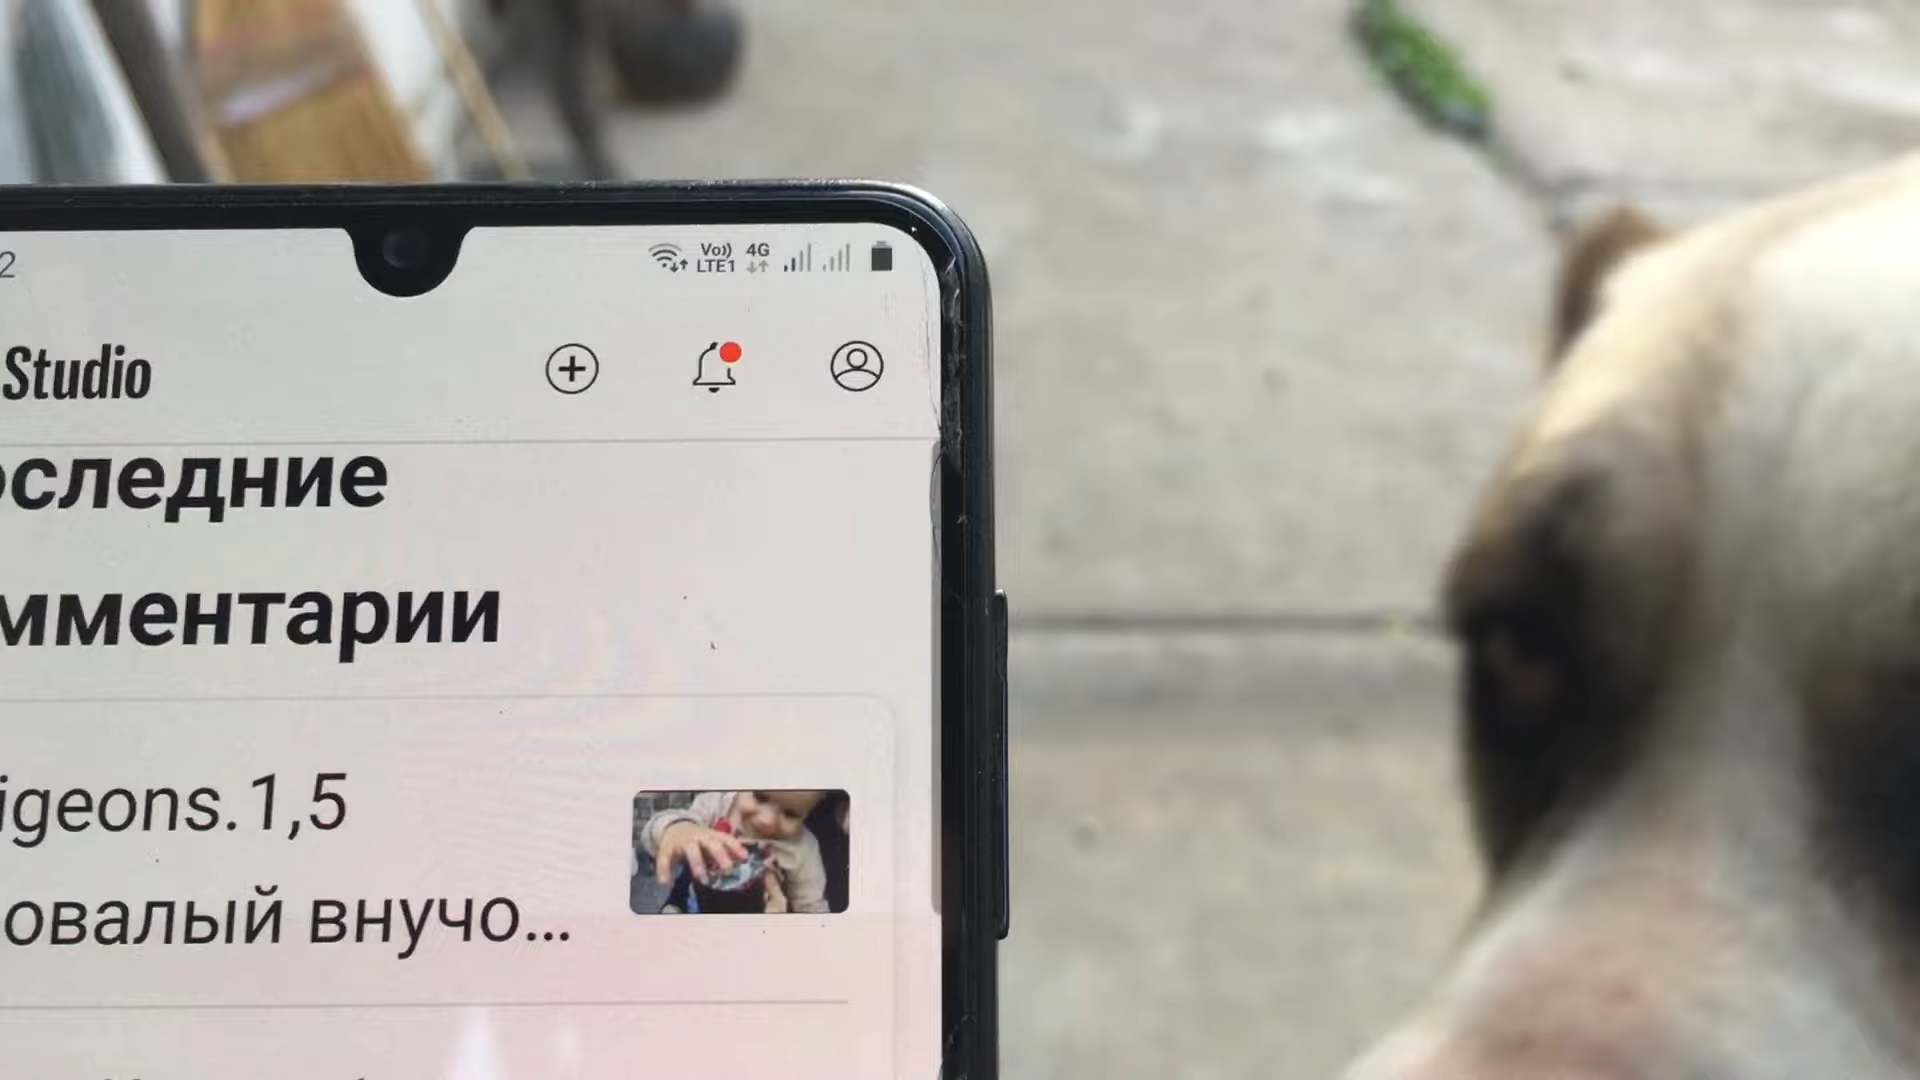 2
Vo)) 4G
LTE1
Studio
оследние
мментарии
igeons.1,5
овалый внучо...